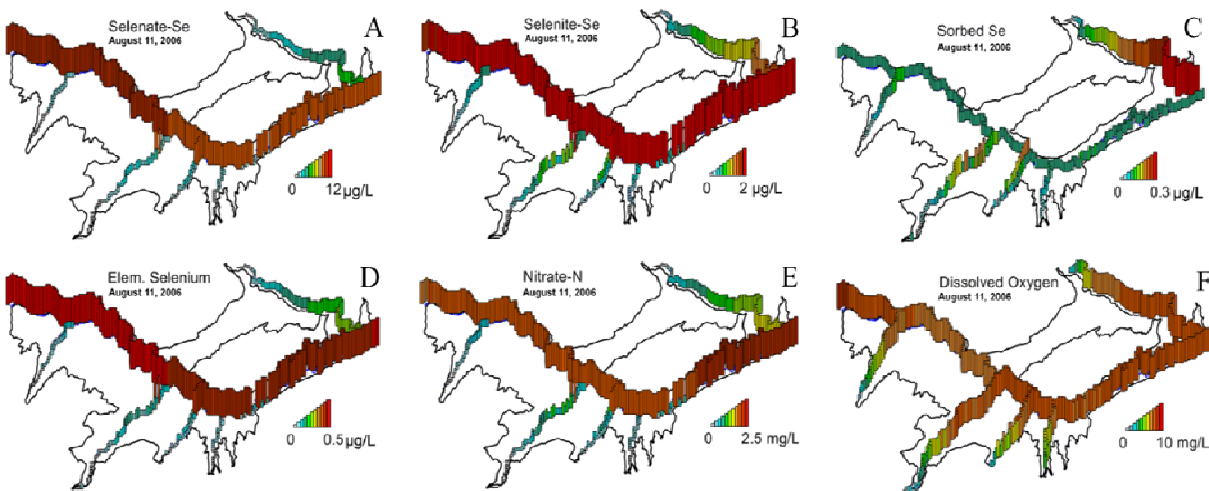 Selenate-Se
August 11, 2006
A
0
12 µg/L
Selenite-Se
August 11, 2006
B
0
2 µg/L
Sorbed Se
August 11, 2006
C
0
0.3 µg/L
Elem. Selenium
August 11, 2006
D
0
0.5 µg/L
Nitrate-N
August 11, 2006
E
0
2.5 mg/L
Dissolved Oxygen
August 11, 2006
F
0
10 mg/L